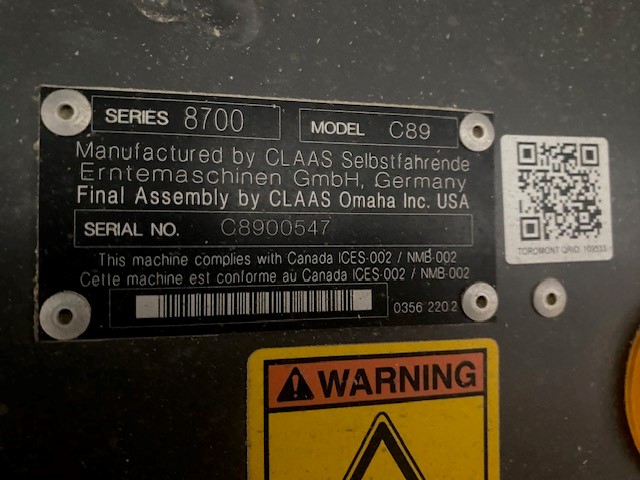 SERIES 8700
MODEL C89
Manufactured by CLAAS Selbstfahrende
Erntemaschinen GmbH, Germany
Final Assembly by CLAAS Omaha Inc. USA
SERIAL NO. C8900547
This machine complies with Canada ICES-002 / NMB-002
Cette machine est conforme au Canada ICES-002 / NMB-002
0356 220 2
TOROMONT QRID:
WARNING